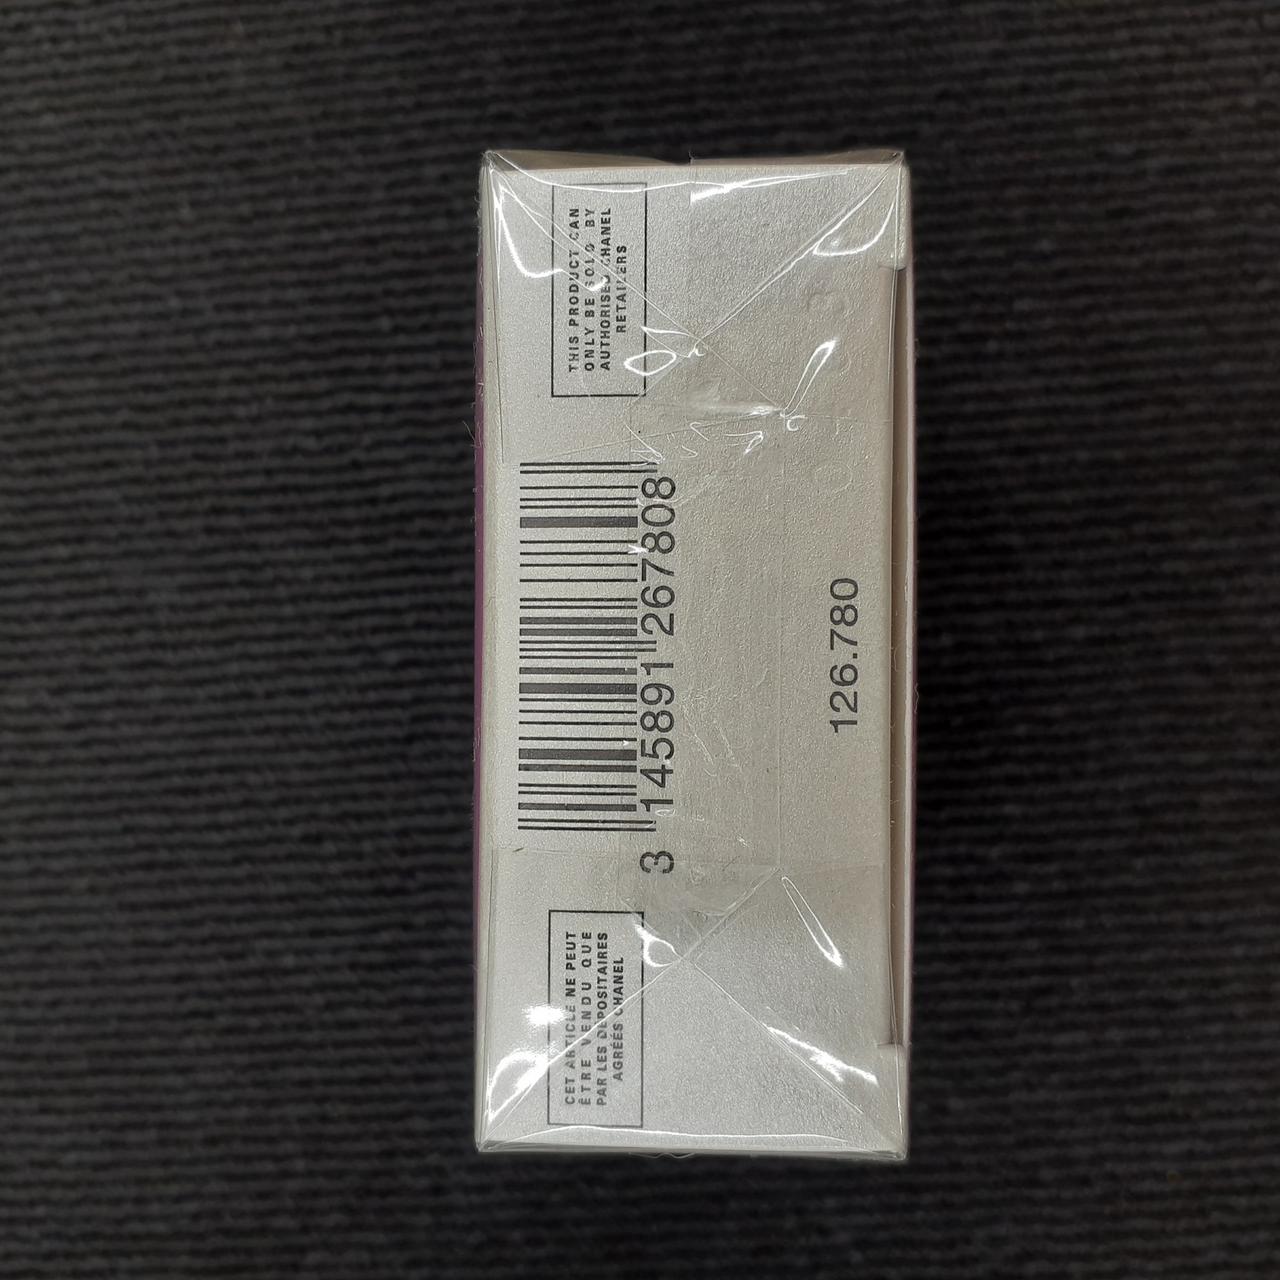 THIS PRODUCT CAN
ONLY BE SOLD BY
AUTHORISED CHANEL
RETAILERS
3 145891 267808
126.780
CET ARTICLE NE PEUT
ÊTRE VENDU QUE
PAR LES DÉPOSITAIRES
AGRÉÉS CHANEL